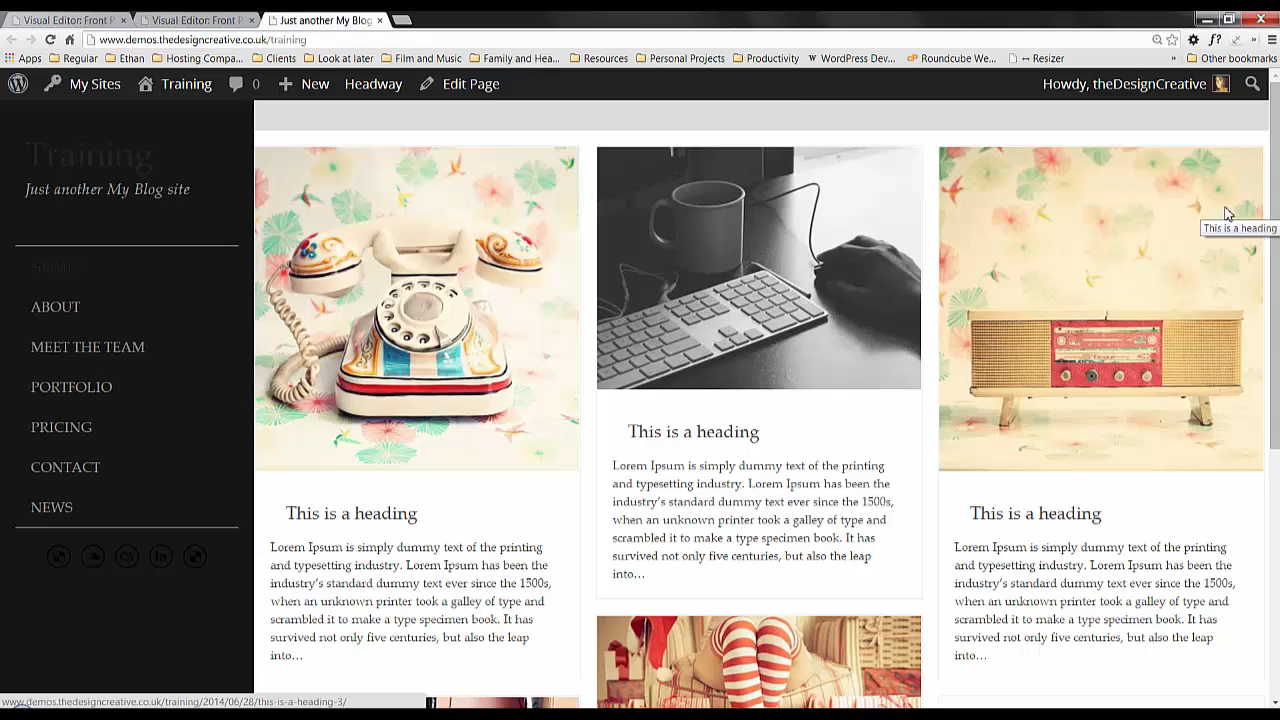 Visual Editor: Front P
Visual Editor: Front P
Just another My Blog
www.demos.thedesigncreative.co.uk/training
Apps Regular Ethan Hosting Compa... Clients Look at later Film and Music Family and Hea... Resources Personal Projects Productivity WordPress Dev... Roundcube We... Resizer » Other bookmarks
My Sites Training 0 New Headway Edit Page Howdy, theDesignCreative
Training
Just another My Blog site
HOME
ABOUT
MEET THE TEAM
PORTFOLIO
PRICING
CONTACT
NEWS
This is a heading
Lorem Ipsum is simply dummy text of the printing
and typesetting industry. Lorem Ipsum has been the
industry's standard dummy text ever since the 1500s,
when an unknown printer took a galley of type and
scrambled it to make a type specimen book. It has
survived not only five centuries, but also the leap
into...
This is a heading
Lorem Ipsum is simply dummy text of the printing
and typesetting industry. Lorem Ipsum has been the
industry's standard dummy text ever since the 1500s,
when an unknown printer took a galley of type and
scrambled it to make a type specimen book. It has
survived not only five centuries, but also the leap
into...
This is a heading
This is a heading
Lorem Ipsum is simply dummy text of the printing
and typesetting industry. Lorem Ipsum has been the
industry's standard dummy text ever since the 1500s,
when an unknown printer took a galley of type and
scrambled it to make a type specimen book. It has
survived not only five centuries, but also the leap
into...
www.demos.thedesigncreative.co.uk/training/2014/06/28/this-is-a-heading-3/